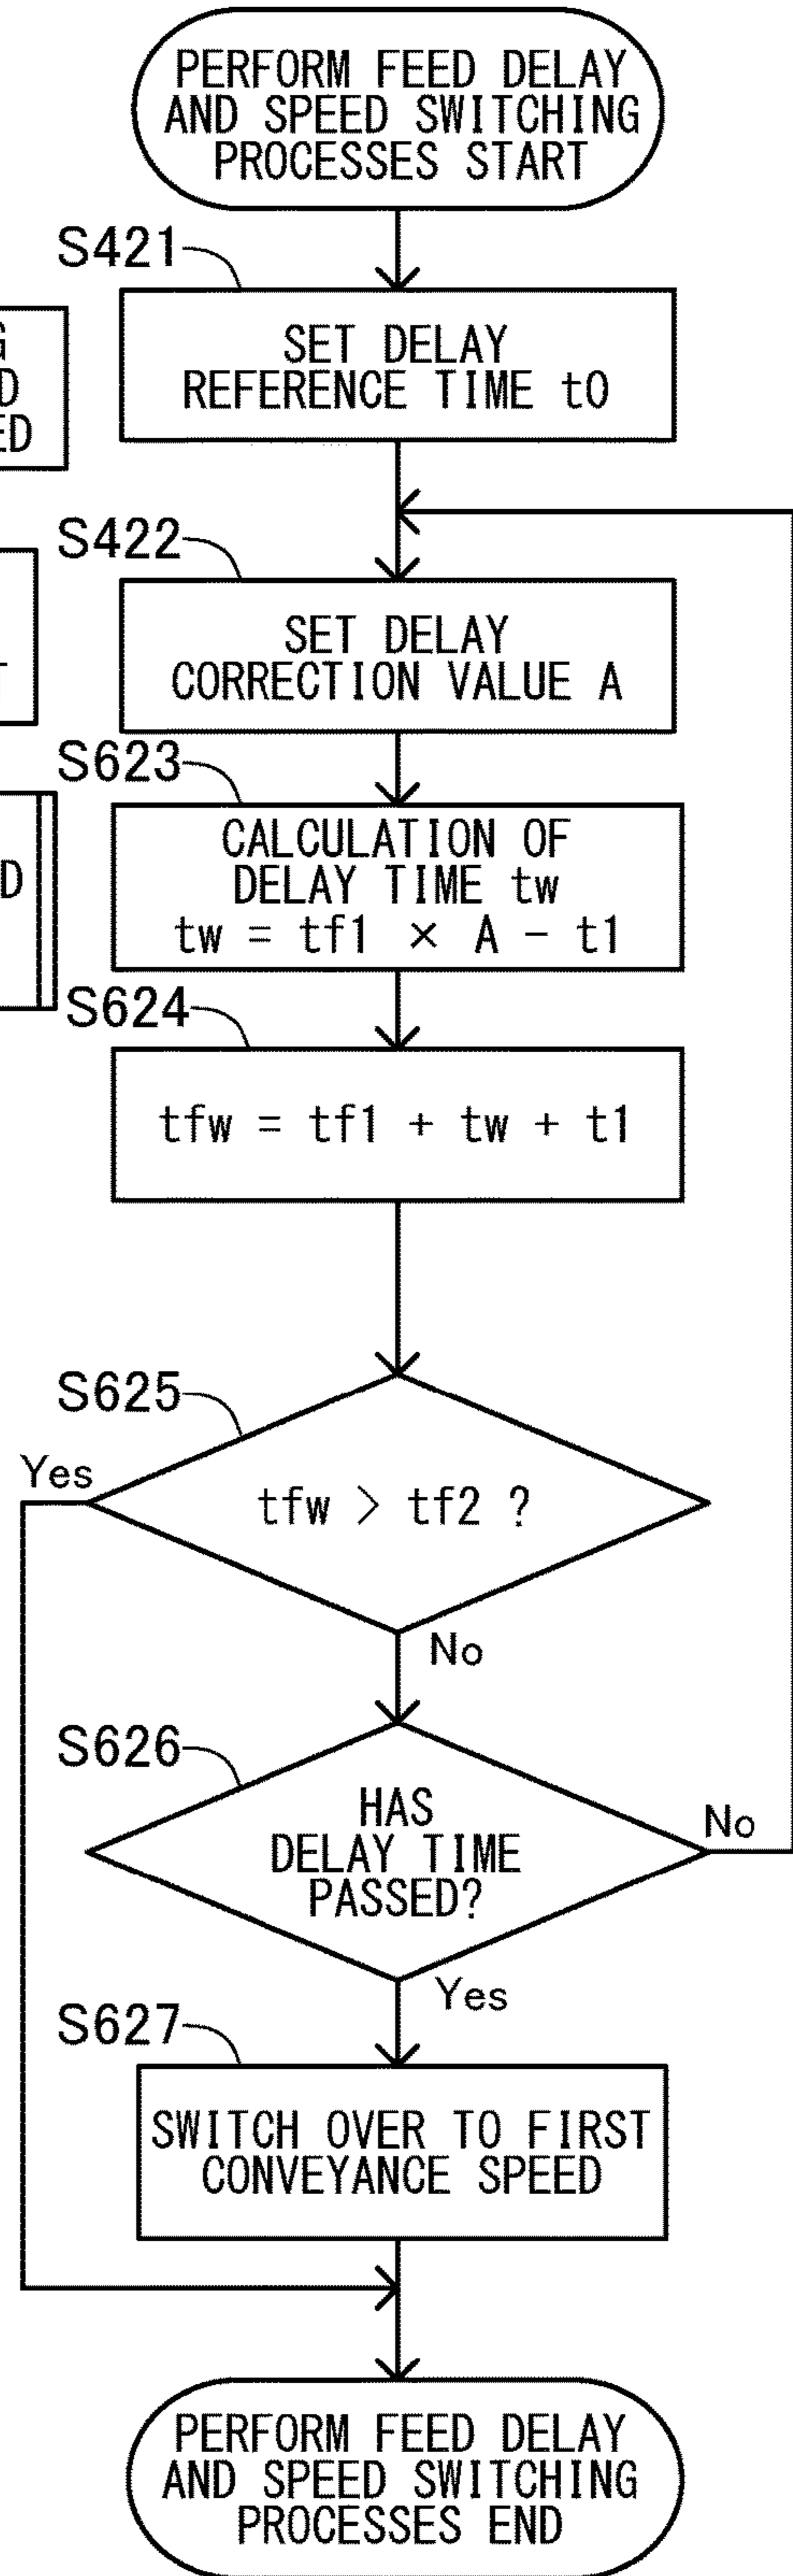 PERFORM FEED DELAY
AND SPEED SWITCHING
PROCESSES START
S421
SET DELAY
REFERENCE TIME t0
S422
SET DELAY
CORRECTION VALUE A
S623
CALCULATION OF
DELAY TIME tw
tw = tf1 × A - t1
S624
tfw = tf1 + tw + t1
S625
Yes
tfw > tf2 ?
No
S626
HAS
DELAY TIME
PASSED?
No
Yes
S627
SWITCH OVER TO FIRST
CONVEYANCE SPEED
PERFORM FEED DELAY
AND SPEED SWITCHING
PROCESSES END